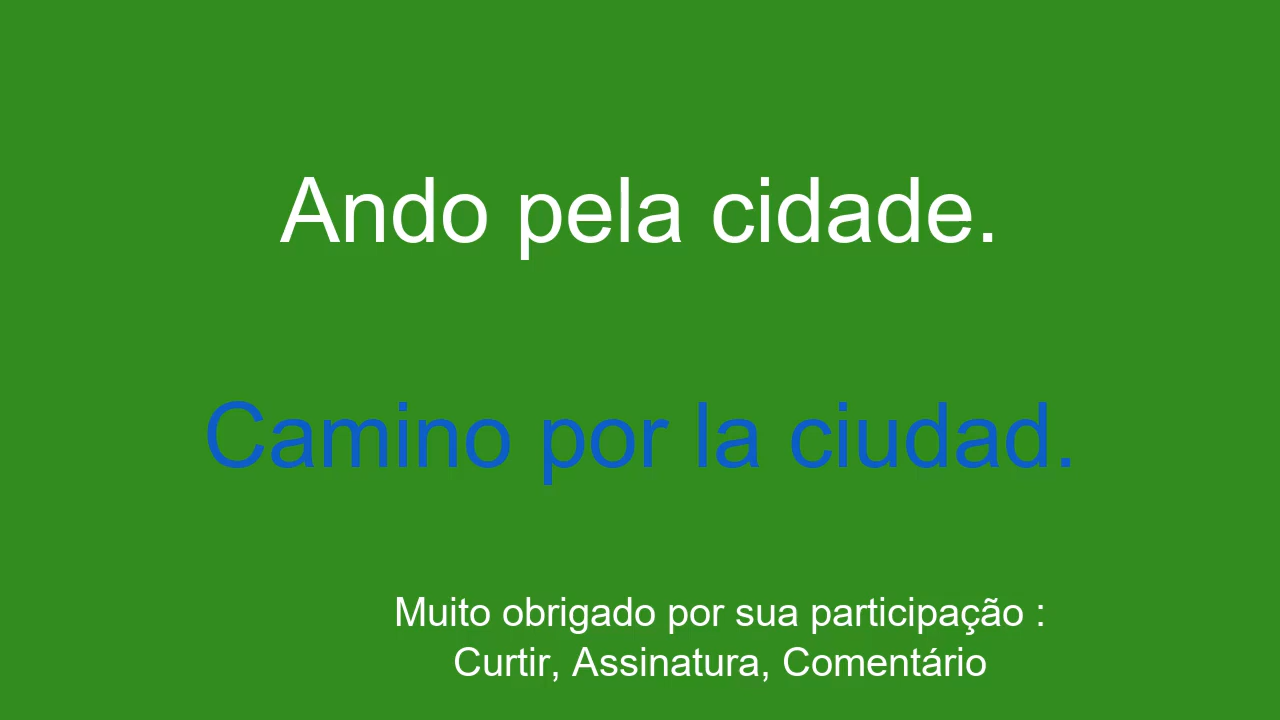 Ando pela cidade.
Camino por la ciudad.
Muito obrigado por sua participação :
Curtir, Assinatura, Comentário